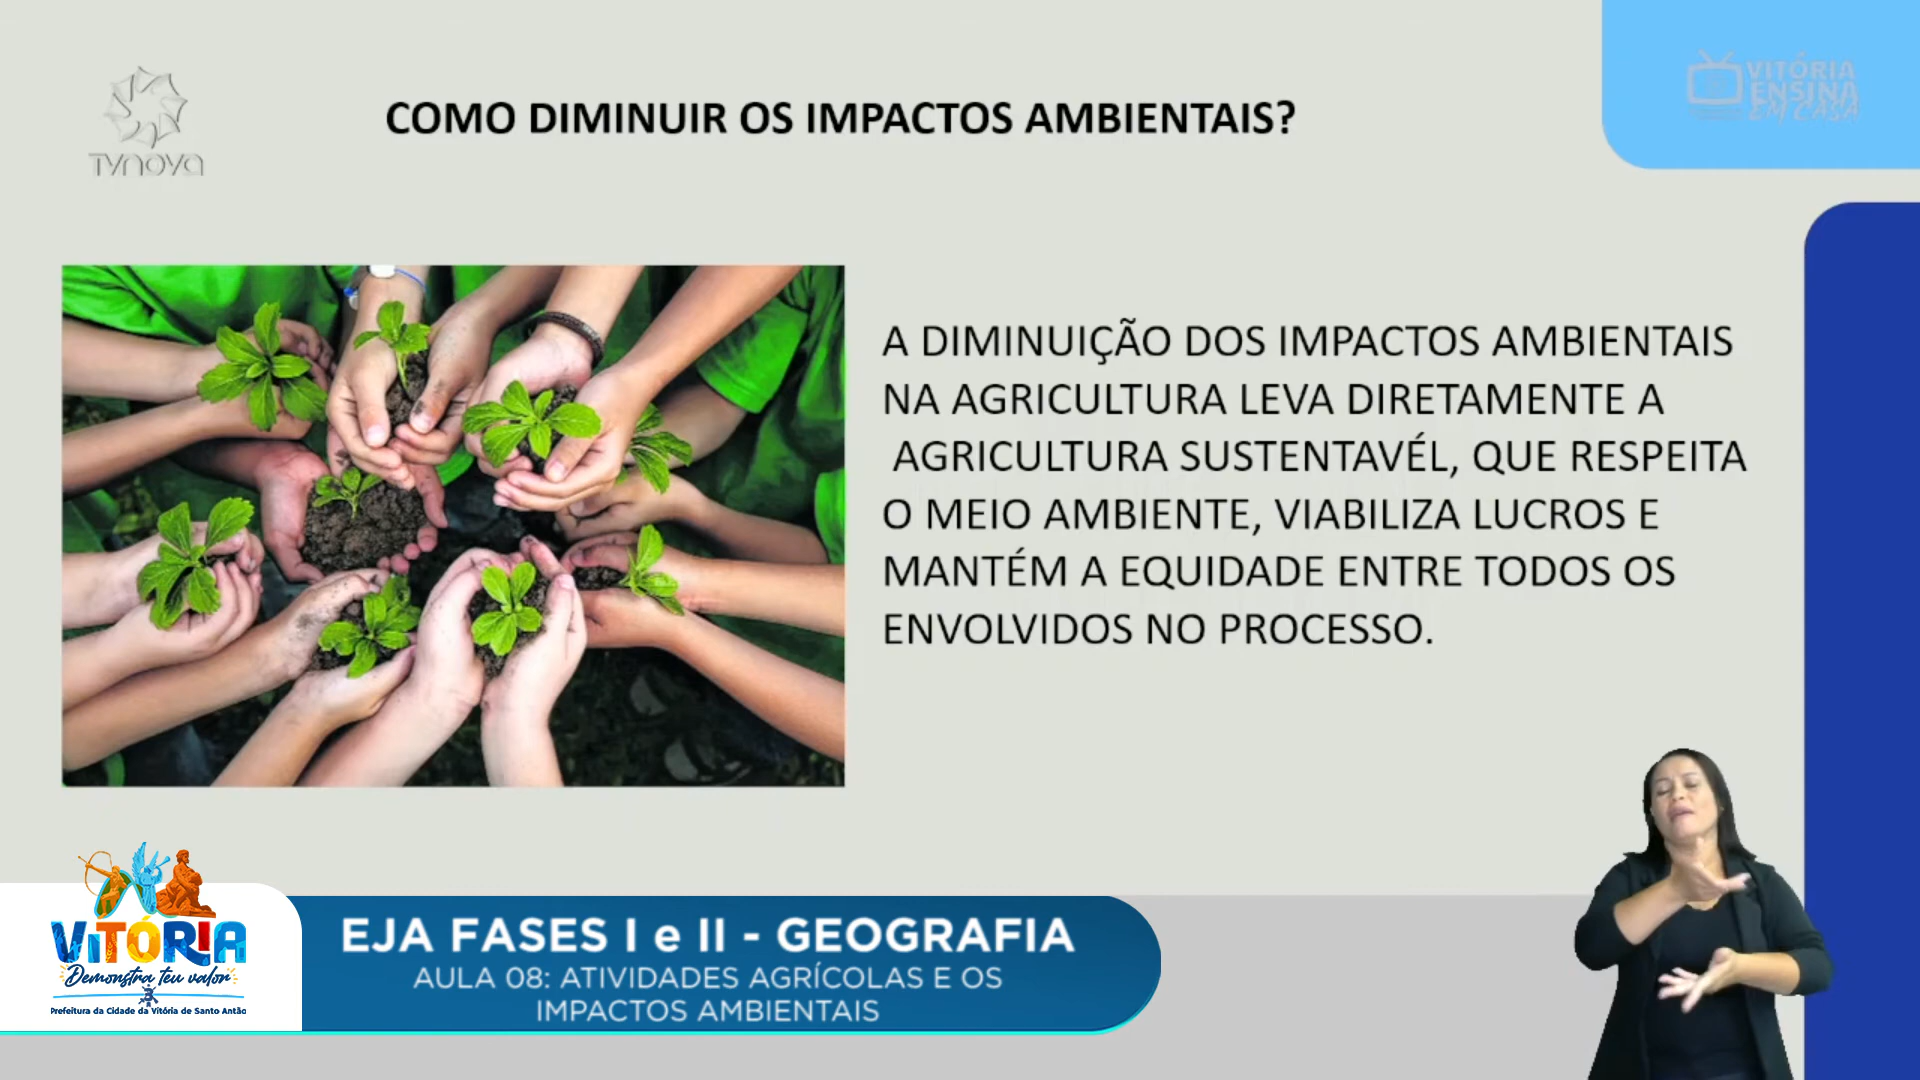 TVNOVA
COMO DIMINUIR OS IMPACTOS AMBIENTAIS?
VITÓRIA
ENSINA
EM CASA
A DIMINUIÇÃO DOS IMPACTOS AMBIENTAIS
NA AGRICULTURA LEVA DIRETAMENTE A
AGRICULTURA SUSTENTAVÉL, QUE RESPEITA
O MEIO AMBIENTE, VIABILIZA LUCROS E
MANTÉM A EQUIDADE ENTRE TODOS OS
ENVOLVIDOS NO PROCESSO.
VITÓRIA
Demonstra teu valor
Prefeitura da Cidade da Vitória de Santo Antão
EJA FASES I e II - GEOGRAFIA
AULA 08: ATIVIDADES AGRÍCOLAS E OS
IMPACTOS AMBIENTAIS